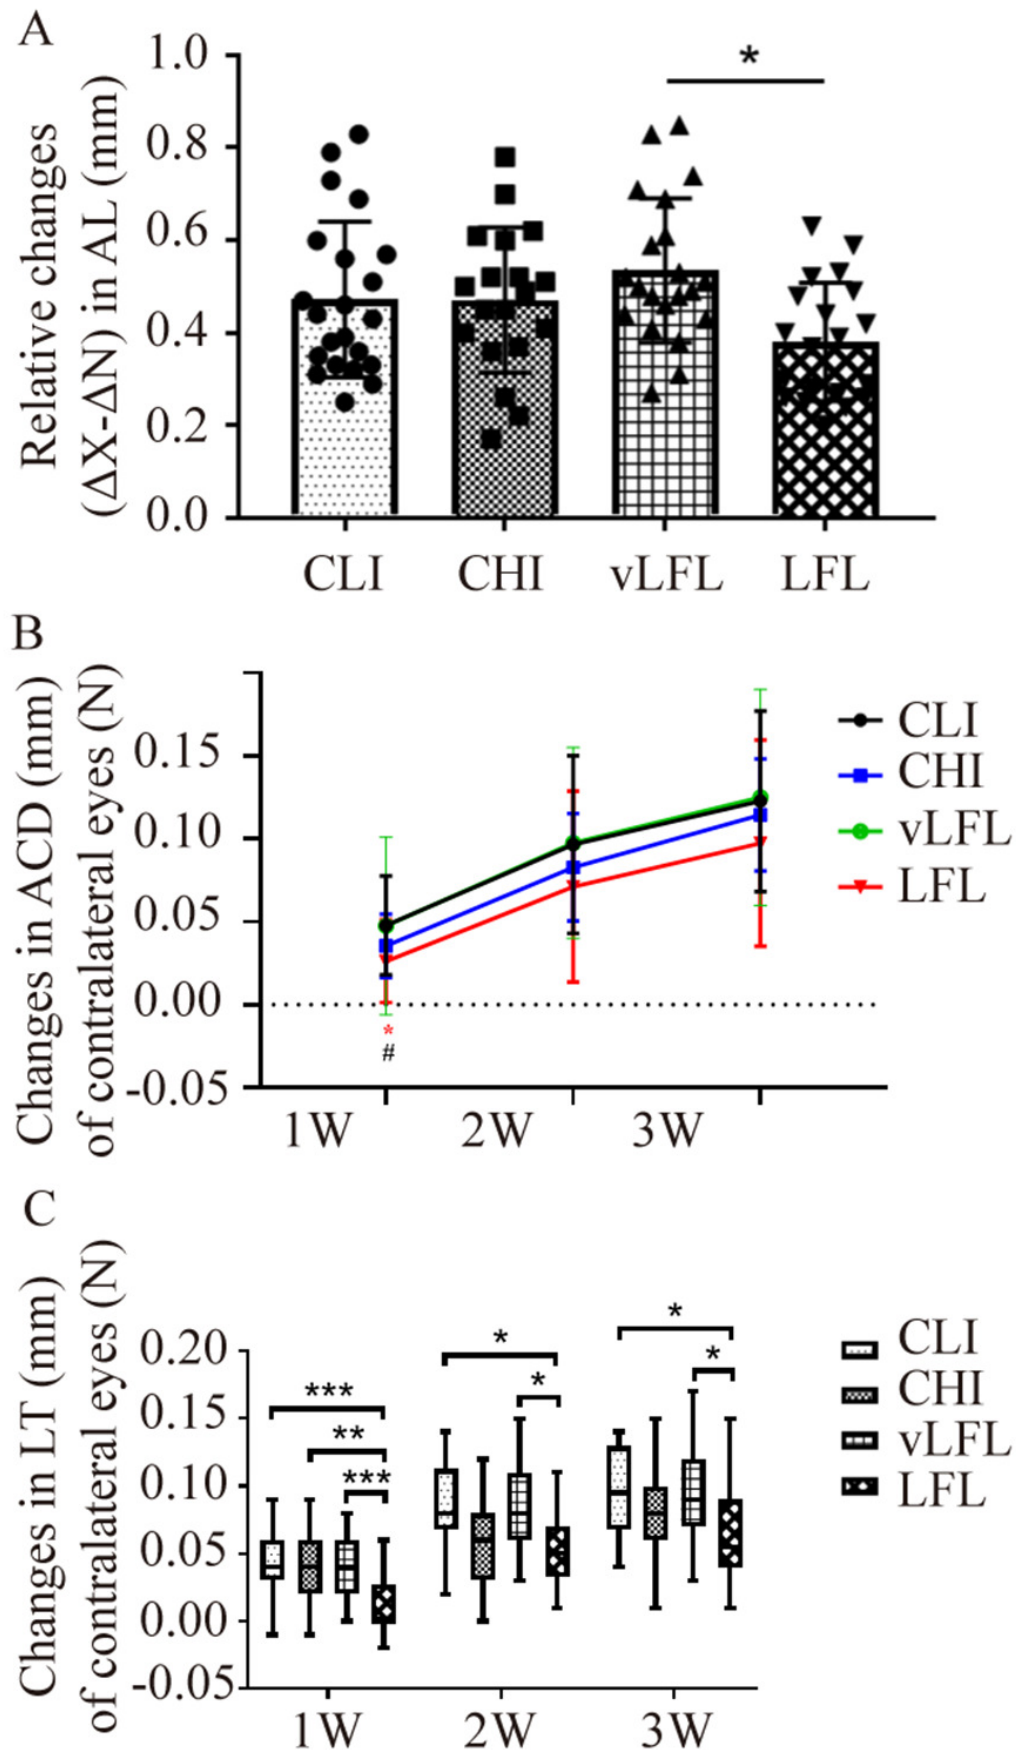 A
Relative changes
(ΔX-ΔN) in AL (mm)
1.0
0.8
0.6
0.4
0.2
0.0
*
CLI CHI vLFL LFL
B
Changes in ACD (mm)
of contralateral eyes (N)
0.15
0.10
0.05
0.00
-0.05
*
#
1W 2W 3W
CLI
CHI
vLFL
LFL
C
Changes in LT (mm)
of contralateral eyes (N)
0.20
0.15
0.10
0.05
0.00
-0.05
***
**
***
*
*
*
*
1W 2W 3W
CLI
CHI
vLFL
LFL